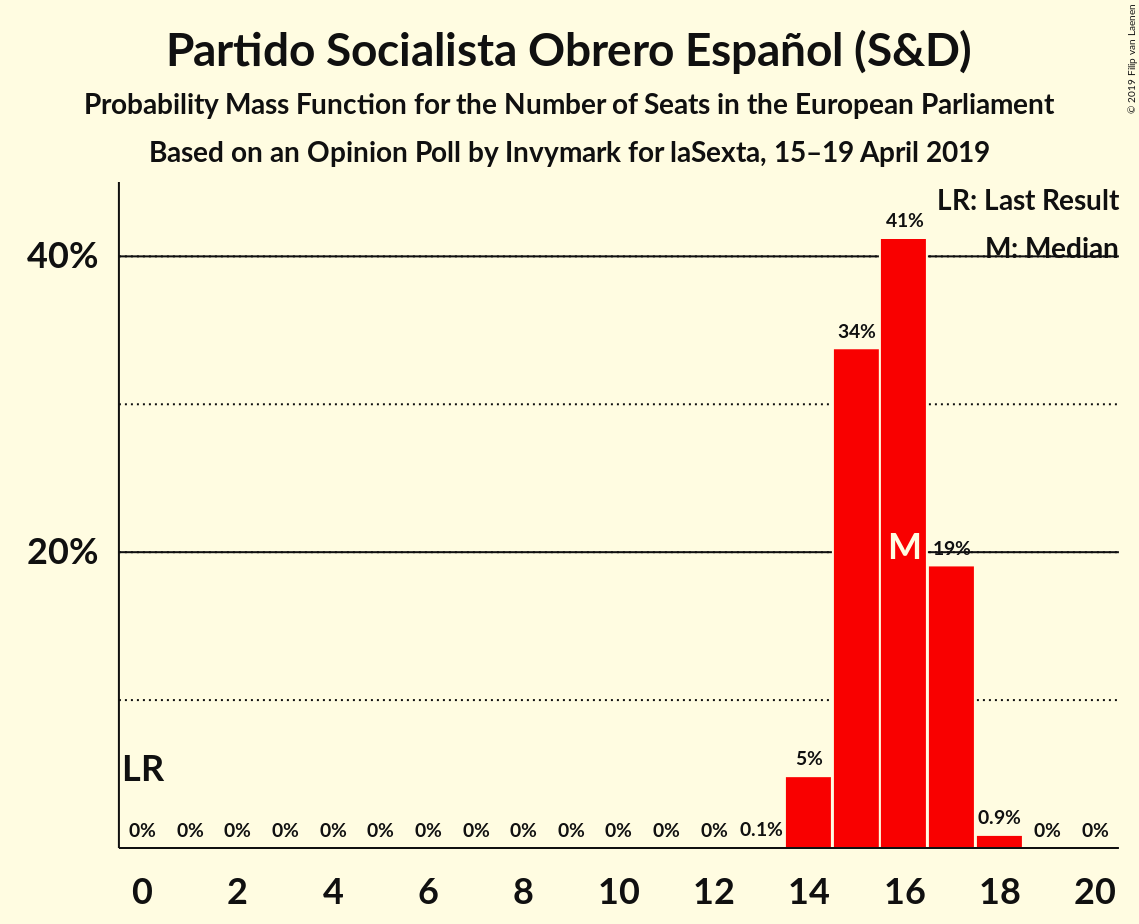 Partido Socialista Obrero Español (S&D)
Probability Mass Function for the Number of Seats in the European Parliament
Based on an Opinion Poll by Invymark for laSexta, 15–19 April 2019
© 2019 Filip van Laenen
LR: Last Result
M: Median
40%
20%
41%
34%
M
19%
LR
5%
0% 0% 0% 0% 0% 0% 0% 0% 0% 0% 0% 0% 0% 0.1% 0.9% 0% 0%
0 2 4 6 8 10 12 14 16 18 20